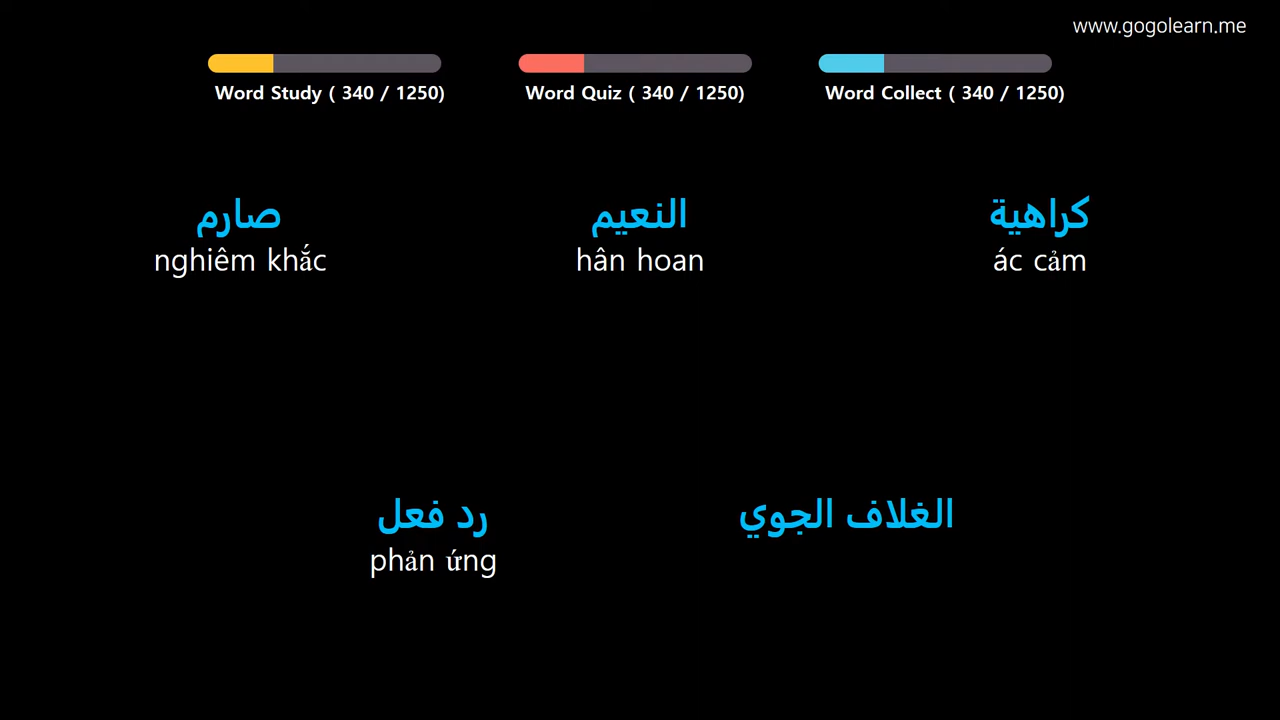 www.gogolearn.me
Word Study ( 340 / 1250)
Word Quiz ( 340 / 1250)
Word Collect ( 340 / 1250)
صارم
nghiêm khắc
النعيم
hân hoan
كراهية
ác cảm
رد فعل
phản ứng
الغلاف الجوي